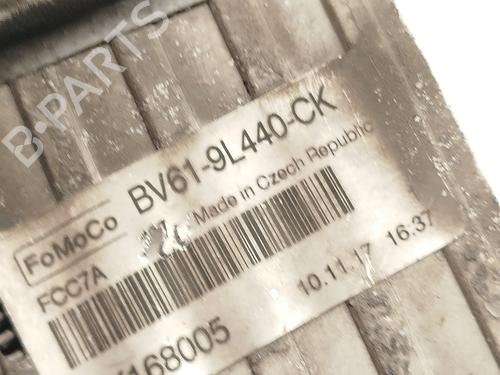 BV61-9L440-CK
FoMoCo
Made in Czech Republic
FCC7A
10.11.17 16:37
168005
B-PARTS